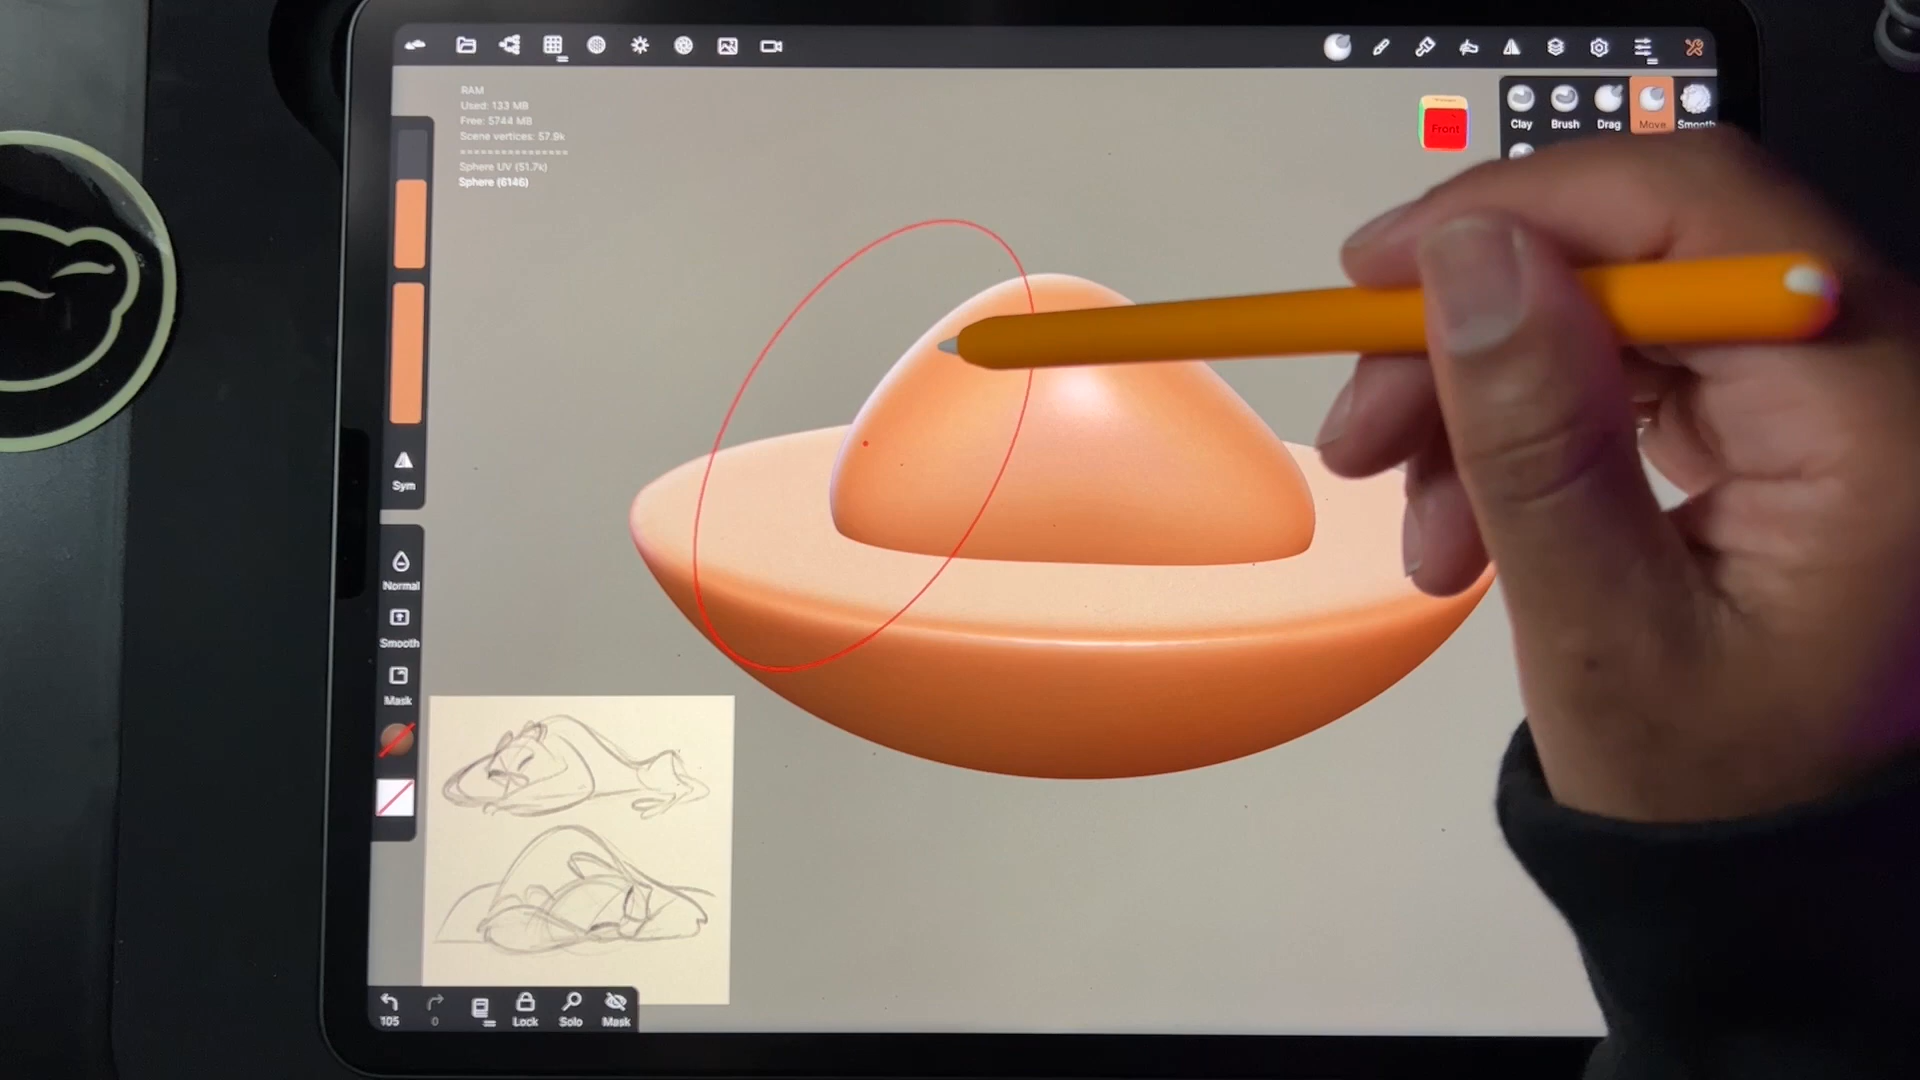 RAM
Used: 133 MB
Free: 5744 MB
Scene vertices: 57.9k
================
Sphere UV (51.7k)
Sphere (6146)
Front
Clay Brush Drag Move Smooth
Sym
Normal
Smooth
Mask
105 0 Lock Solo Mask